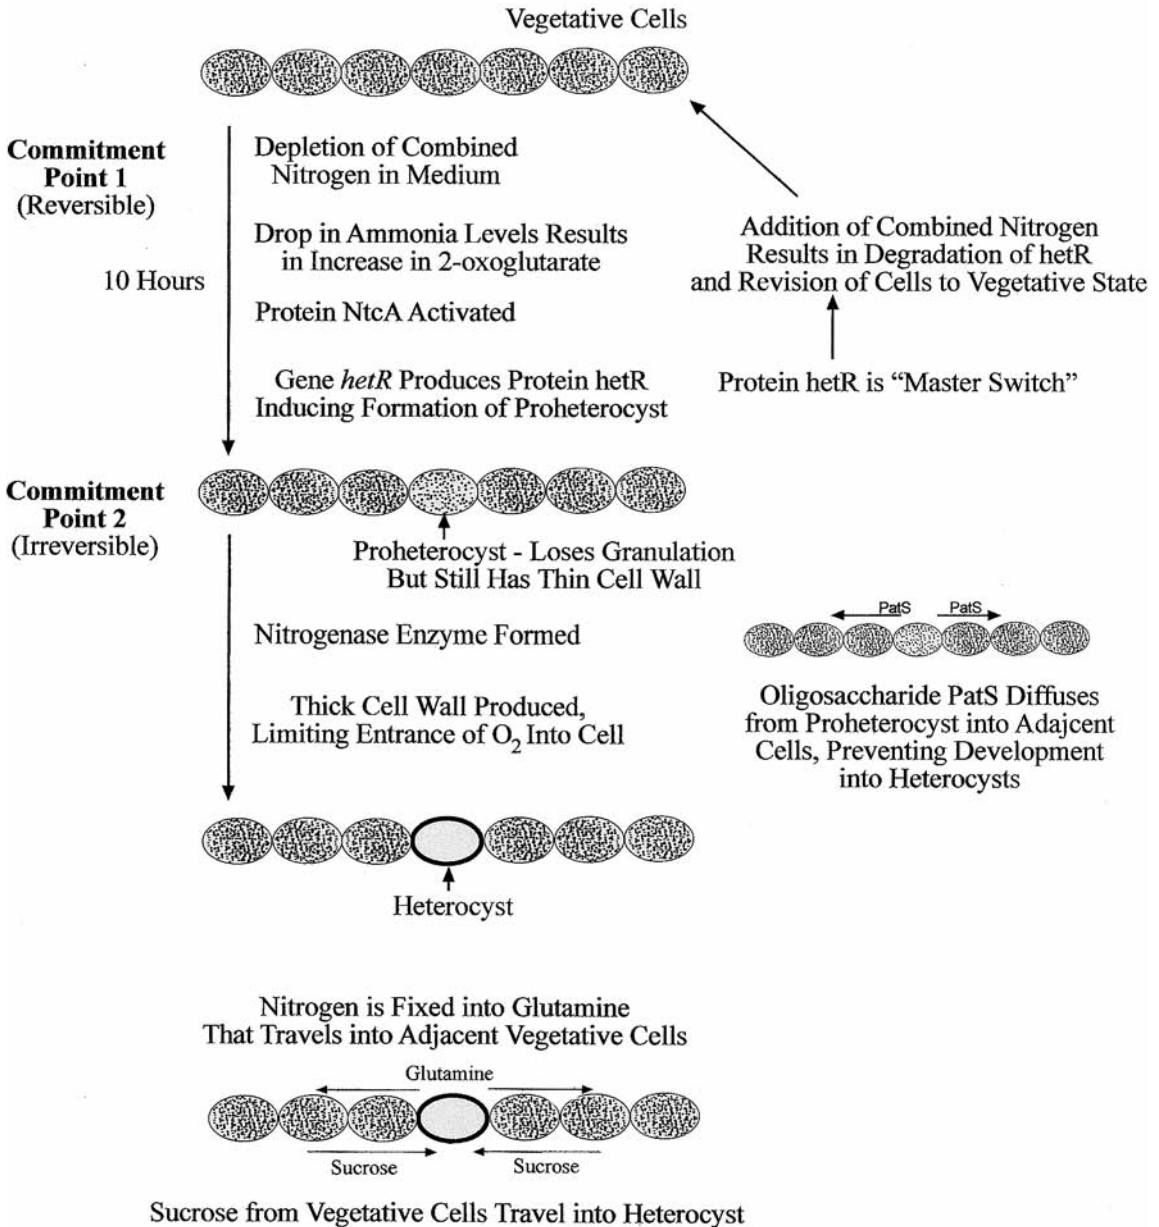 Vegetative Cells
Commitment
Point 1
(Reversible)
10 Hours
Depletion of Combined
Nitrogen in Medium
Drop in Ammonia Levels Results
in Increase in 2-oxoglutarate
Protein NtcA Activated
Gene hetR Produces Protein hetR
Inducing Formation of Proheterocyst
Addition of Combined Nitrogen
Results in Degradation of hetR
and Revision of Cells to Vegetative State
Protein hetR is “Master Switch”
Commitment
Point 2
(Irreversible)
Proheterocyst - Loses Granulation
But Still Has Thin Cell Wall
Nitrogenase Enzyme Formed
Thick Cell Wall Produced,
Limiting Entrance of O2 Into Cell
PatS PatS
Oligosaccharide PatS Diffuses
from Proheterocyst into Adjacent
Cells, Preventing Development
into Heterocysts
Heterocyst
Nitrogen is Fixed into Glutamine
That Travels into Adjacent Vegetative Cells
Glutamine
Sucrose Sucrose
Sucrose from Vegetative Cells Travel into Heterocyst